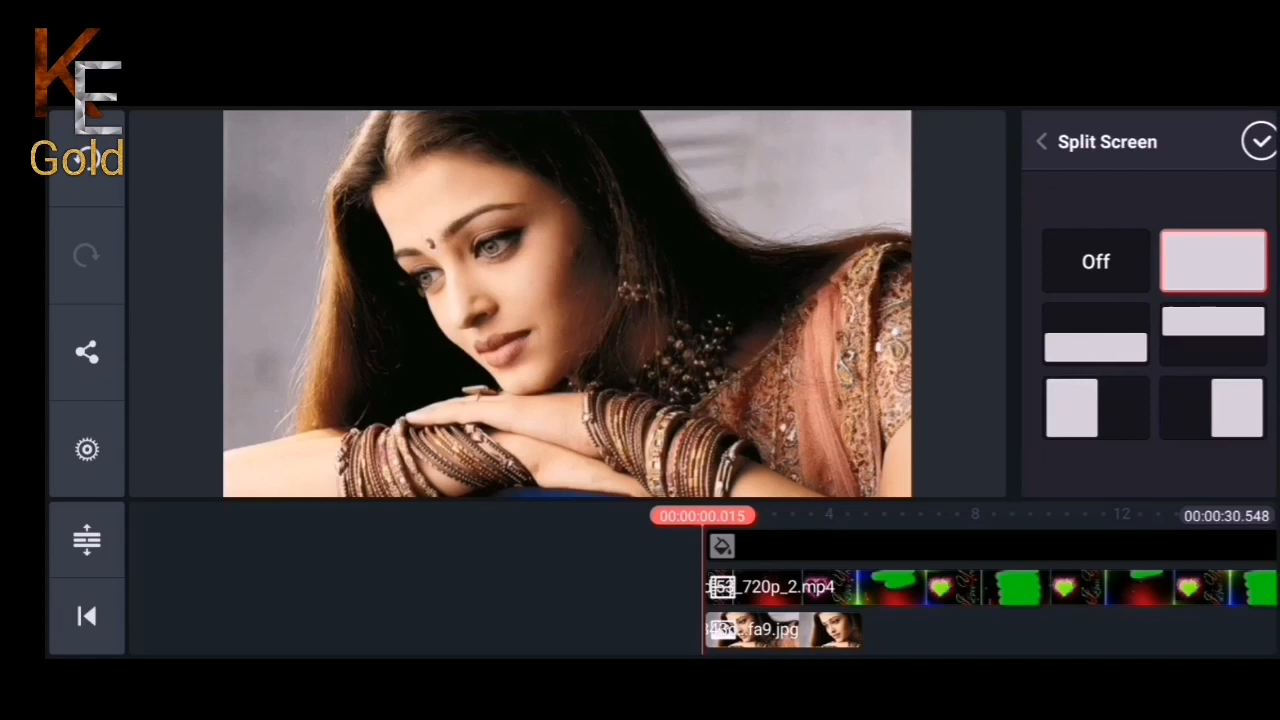 KE
Gold
Split Screen
Off
00:00:00.015
4
8
12
00:00:30.548
53_720p_2.mp4
fa9.jpg